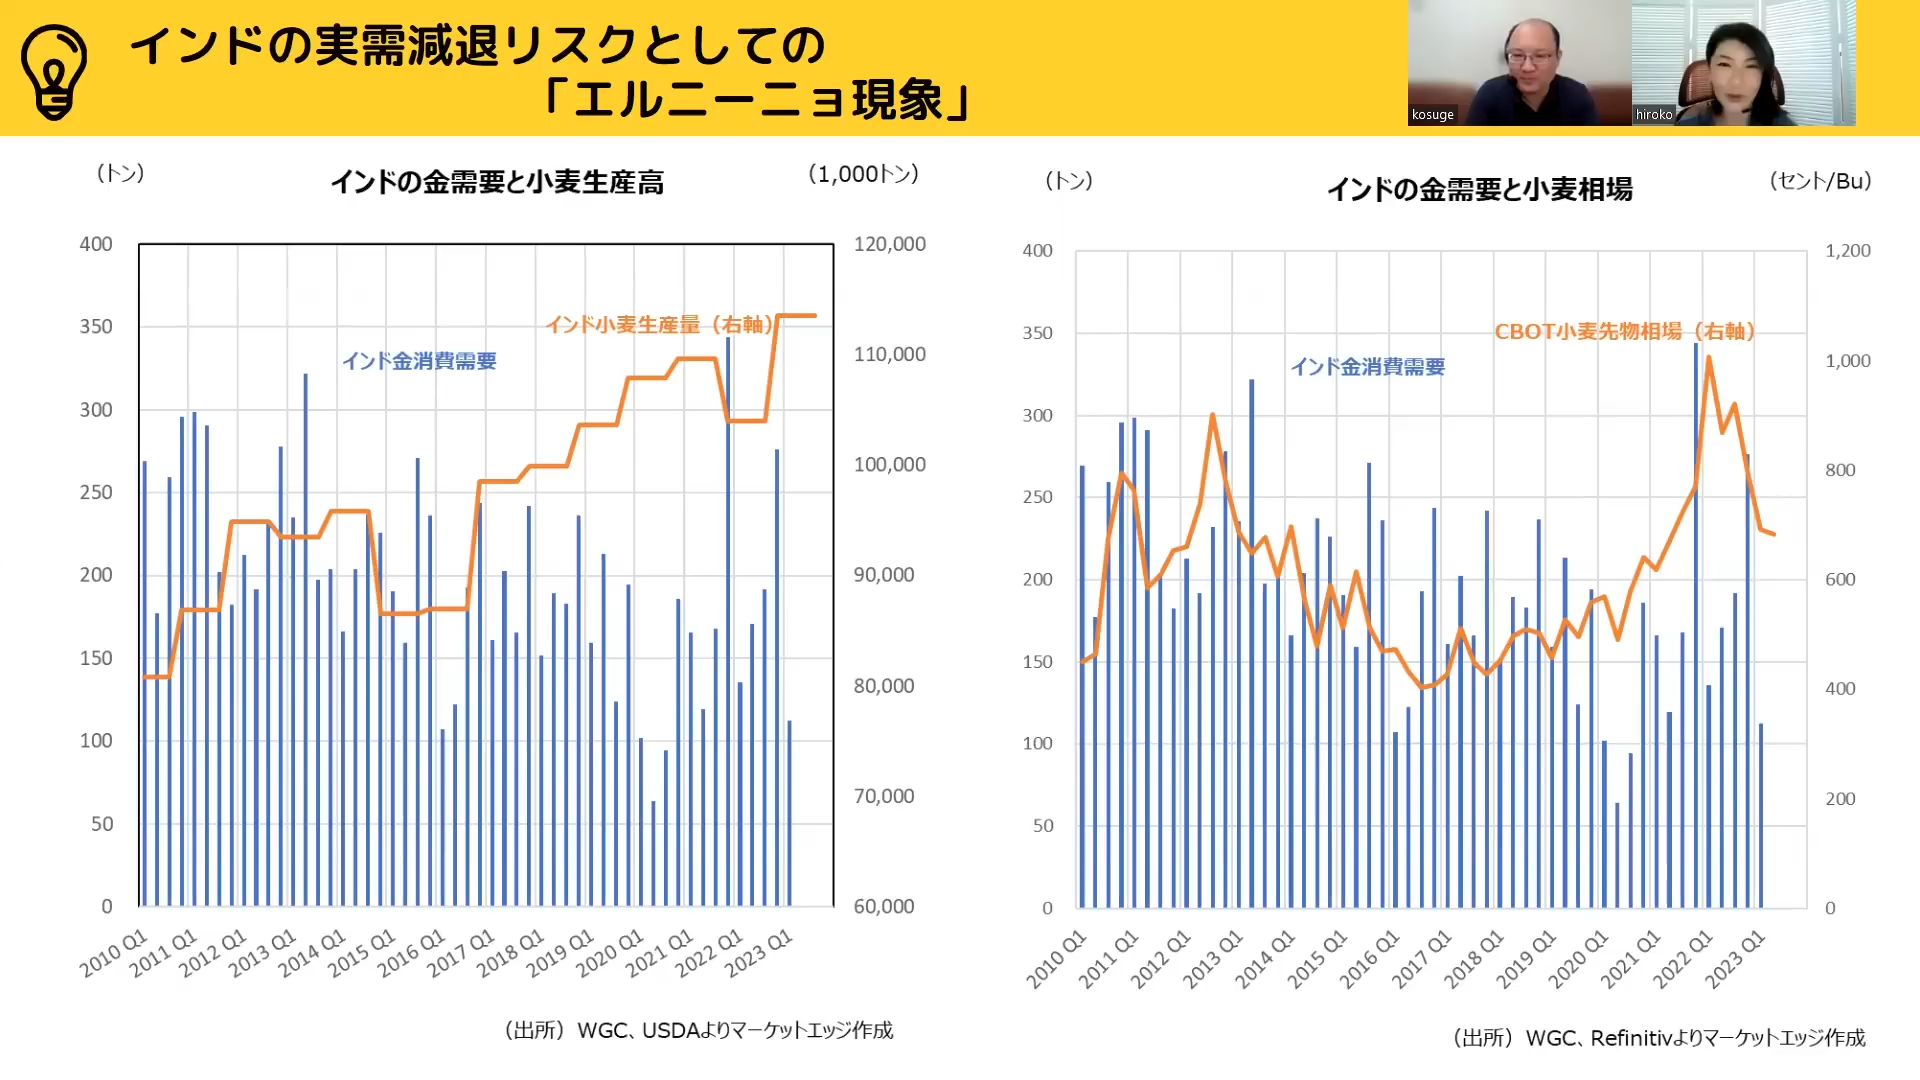 インドの実需減退リスクとしての
「エルニーニョ現象」
kosuge
hiroko
（トン）
インドの金需要と小麦生産高
（1,000トン）
400
350
300
250
200
150
100
50
0
120,000
110,000
100,000
90,000
80,000
70,000
60,000
インド小麦生産量（右軸）
インド金消費需要
2010 Q1
2011 Q1
2012 Q1
2013 Q1
2014 Q1
2015 Q1
2016 Q1
2017 Q1
2018 Q1
2019 Q1
2020 Q1
2021 Q1
2022 Q1
2023 Q1
（出所）WGC、USDAよりマーケットエッジ作成
（トン）
インドの金需要と小麦相場
（セント/Bu）
400
350
300
250
200
150
100
50
0
1,200
1,000
800
600
400
200
0
CBOT小麦先物相場（右軸）
インド金消費需要
2010 Q1
2011 Q1
2012 Q1
2013 Q1
2014 Q1
2015 Q1
2016 Q1
2017 Q1
2018 Q1
2019 Q1
2020 Q1
2021 Q1
2022 Q1
2023 Q1
（出所）WGC、Refinitivよりマーケットエッジ作成